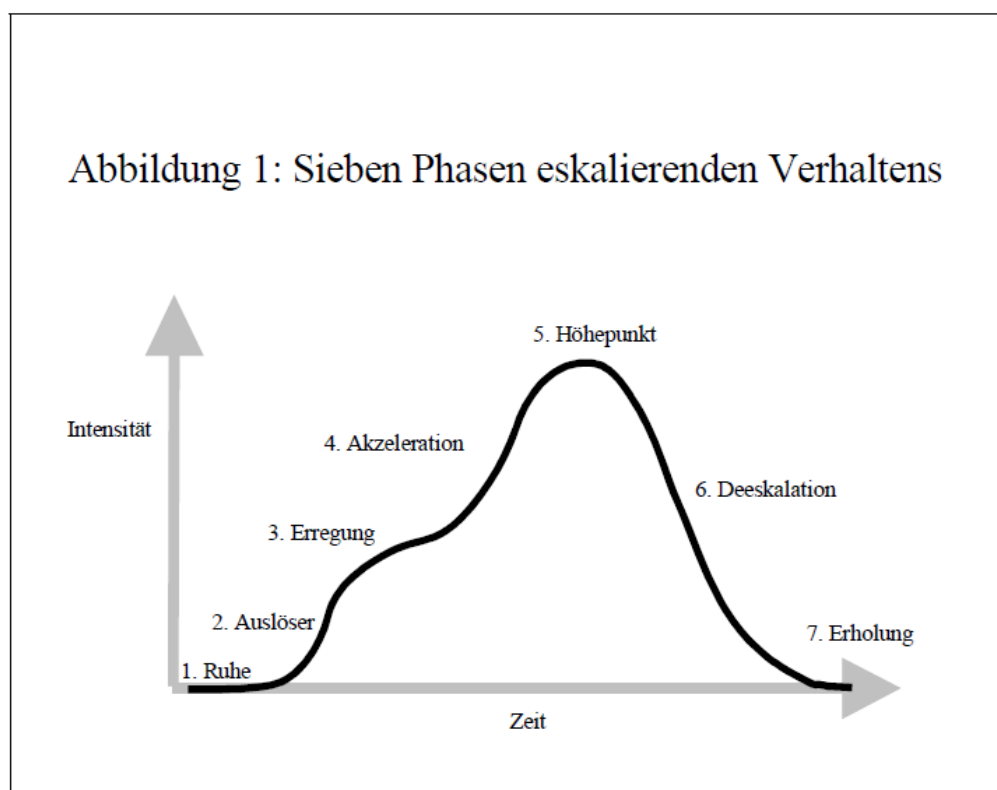 Abbildung 1: Sieben Phasen eskalierenden Verhaltens
5. Höhepunkt
Intensität
4. Akzeleration
6. Deeskalation
3. Erregung
2. Auslöser
7. Erholung
1. Ruhe
Zeit